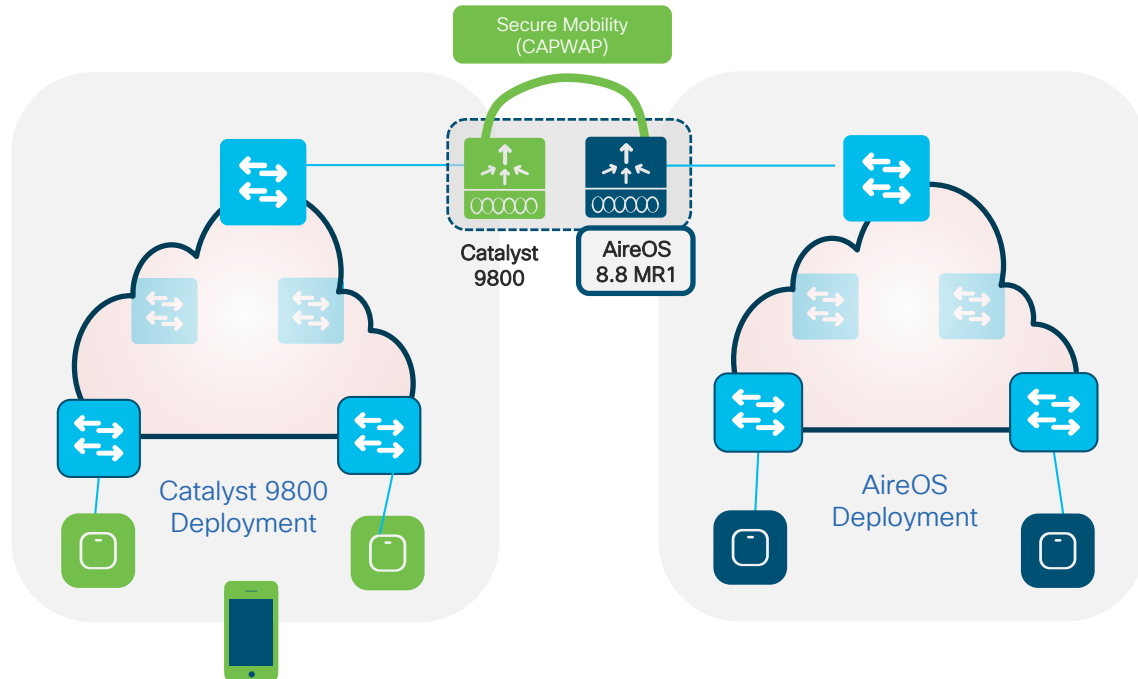 Secure Mobility
(CAPWAP)
Catalyst
9800
AireOS
8.8 MR1
Catalyst 9800
Deployment
AireOS
Deployment